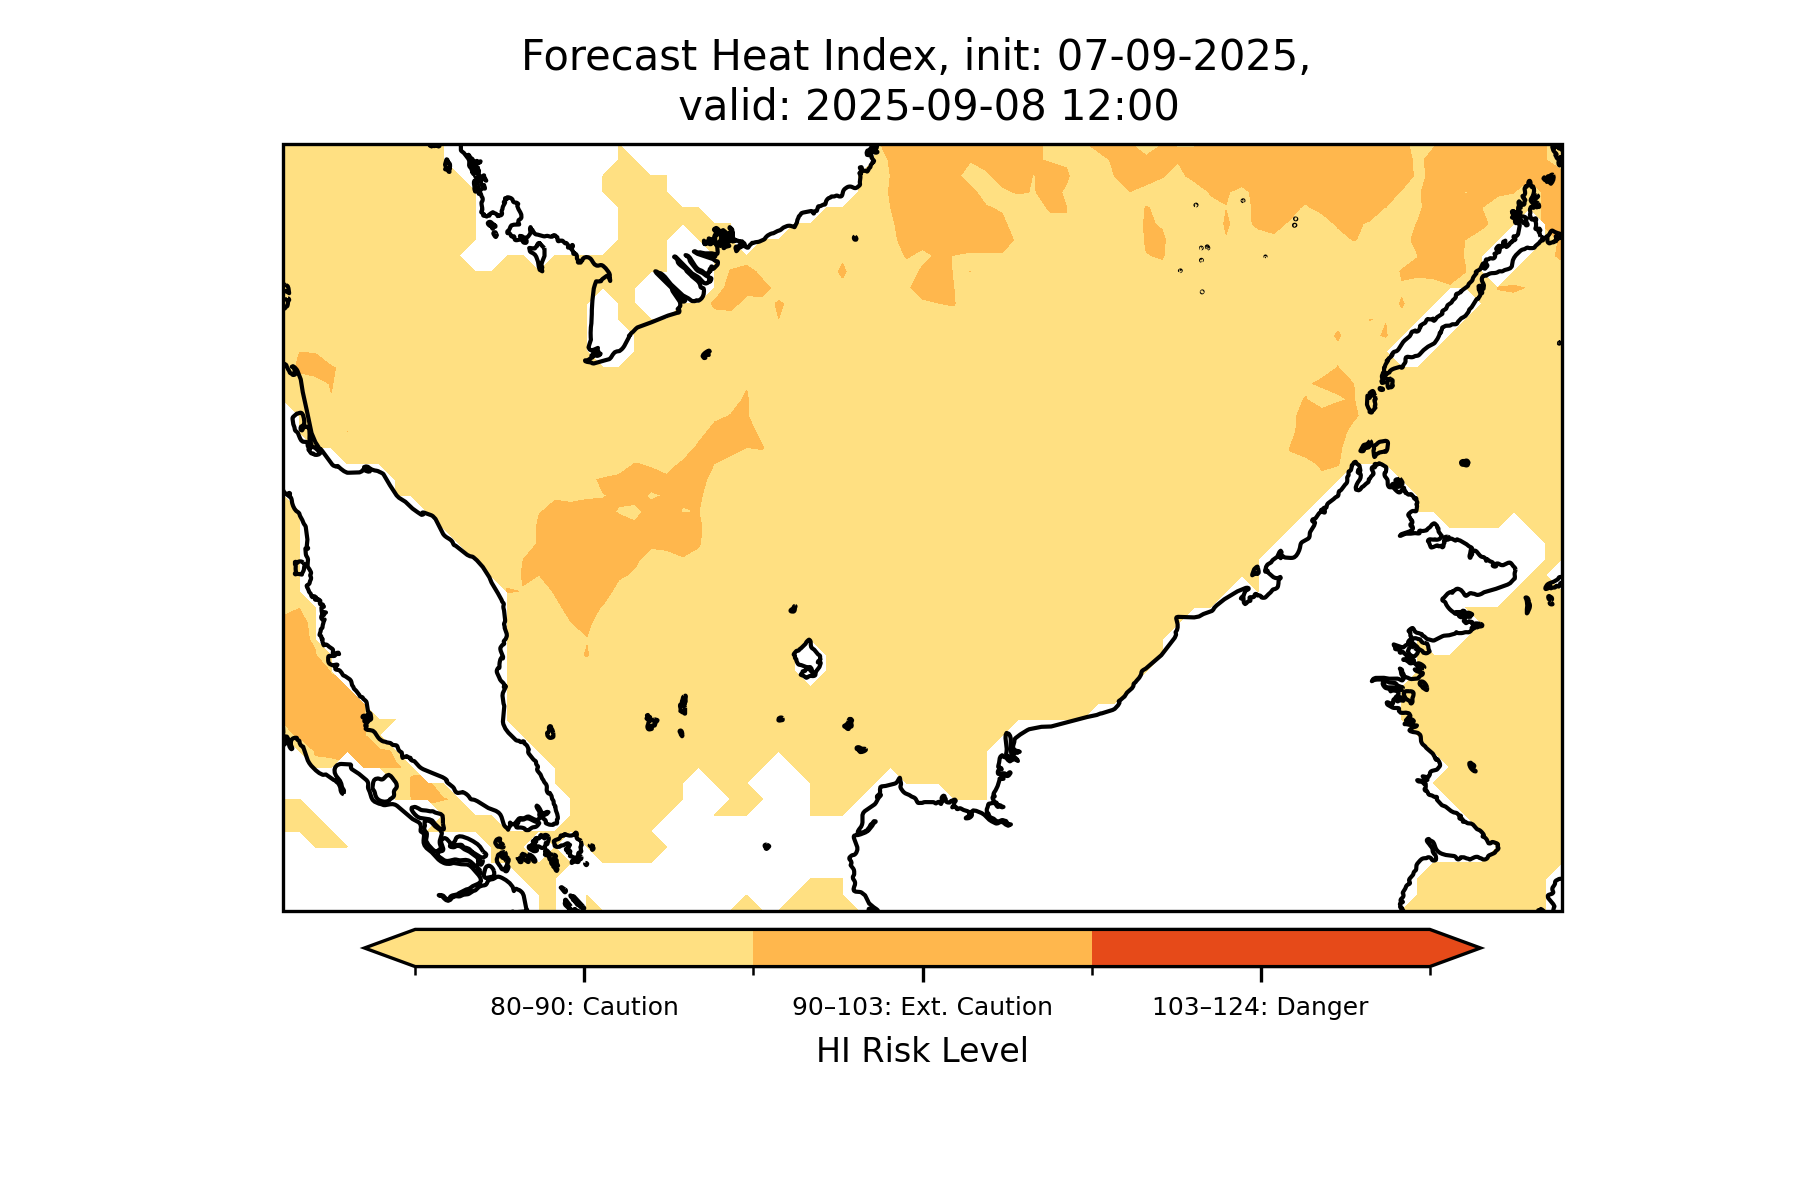 Forecast Heat Index, init: 07-09-2025,
valid: 2025-09-08 12:00
80–90: Caution
90–103: Ext. Caution
103–124: Danger
HI Risk Level